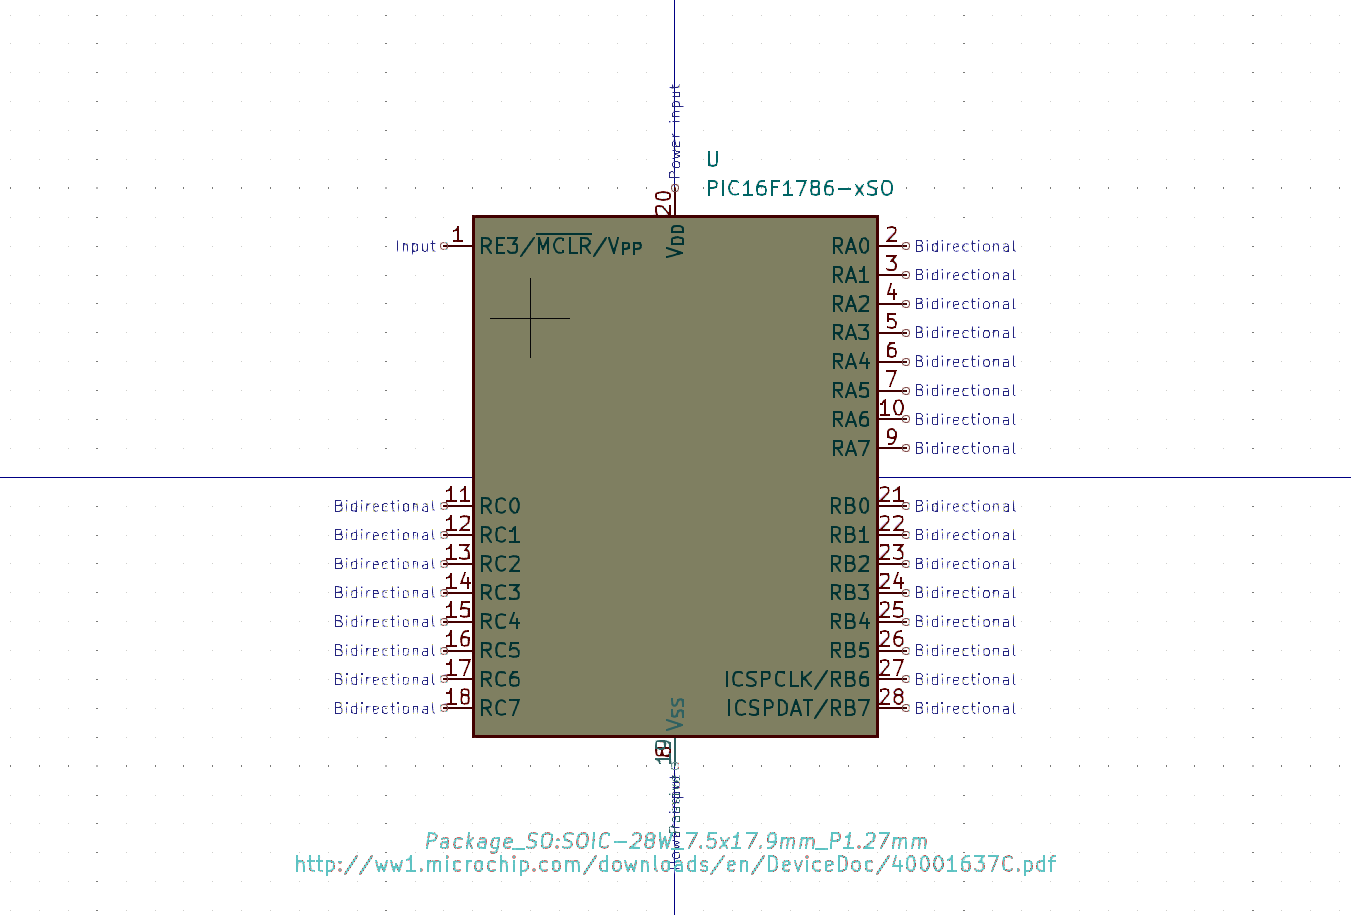 Power input
U
PIC16F1786-xSO
20
VDD
Input 1 RE3/MCLR/VPP
RA0 2 Bidirectional
RA1 3 Bidirectional
RA2 4 Bidirectional
RA3 5 Bidirectional
RA4 6 Bidirectional
RA5 7 Bidirectional
RA6 10 Bidirectional
RA7 9 Bidirectional
Bidirectional 11 RC0
Bidirectional 12 RC1
Bidirectional 13 RC2
Bidirectional 14 RC3
Bidirectional 15 RC4
Bidirectional 16 RC5
Bidirectional 17 RC6
Bidirectional 18 RC7
RB0 21 Bidirectional
RB1 22 Bidirectional
RB2 23 Bidirectional
RB3 24 Bidirectional
RB4 25 Bidirectional
RB5 26 Bidirectional
ICSPCLK/RB6 27 Bidirectional
ICSPDAT/RB7 28 Bidirectional
VSS
Package_SO:SOIC-28W_7.5x17.9mm_P1.27mm
http://ww1.microchip.com/downloads/en/DeviceDoc/40001637C.pdf